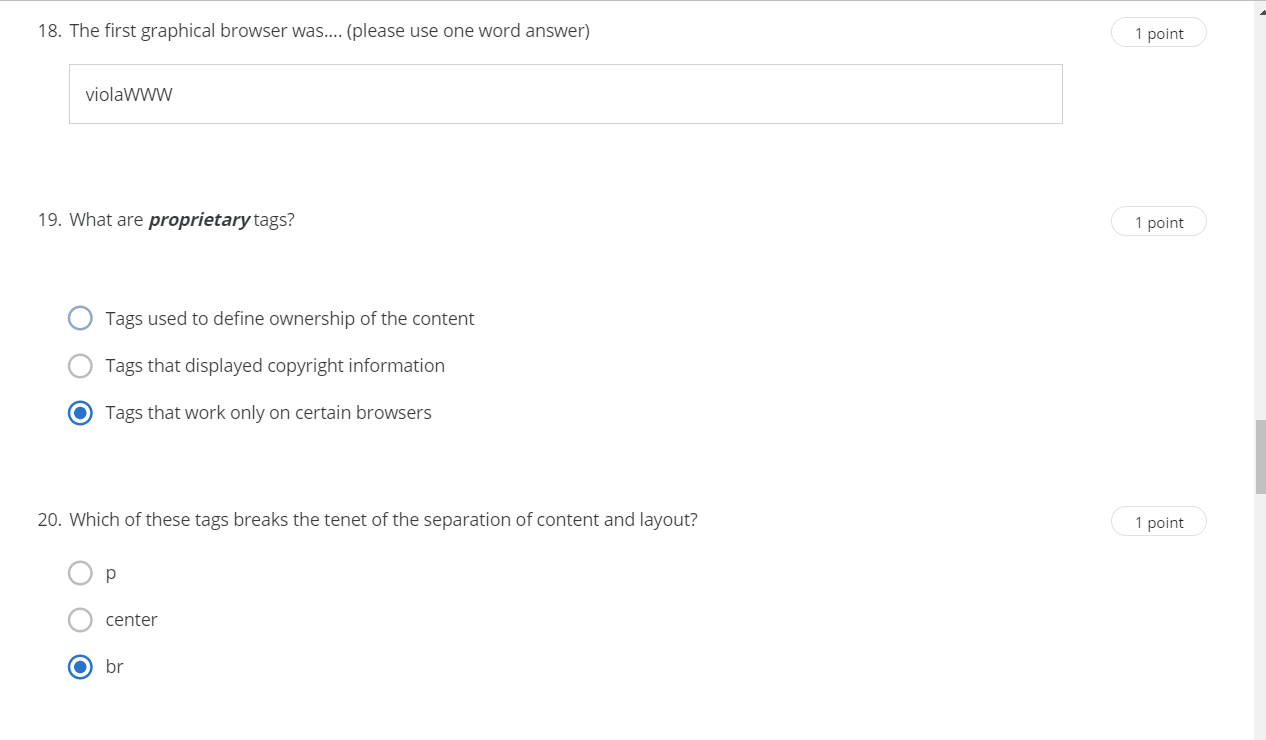 18. The first graphical browser was.... (please use one word answer)
1 point
violaWWW
19. What are proprietary tags?
1 point
Tags used to define ownership of the content
Tags that displayed copyright information
Tags that work only on certain browsers
20. Which of these tags breaks the tenet of the separation of content and layout?
1 point
p
center
br